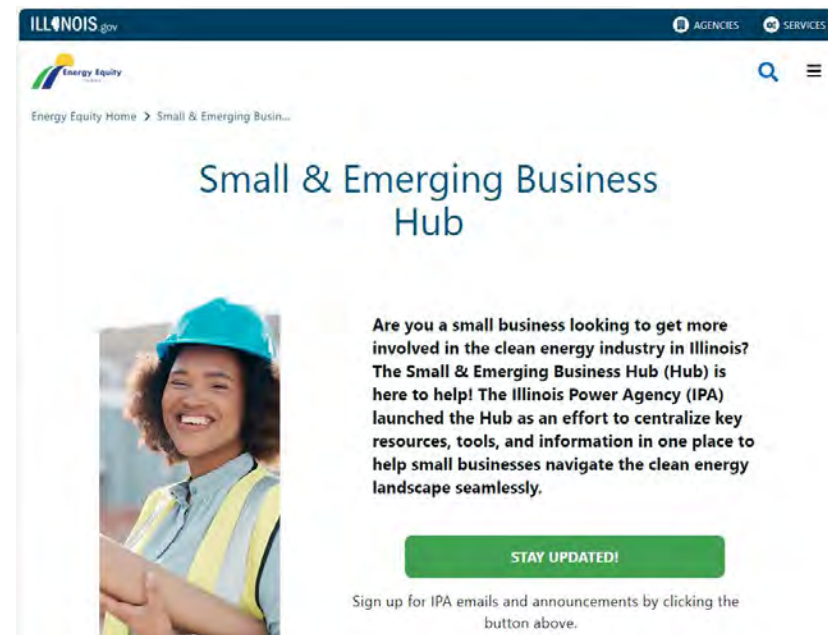 ILLINOIS.gov
AGENCIES
SERVICES
Energy Equity
Energy Equity Home > Small & Emerging Busin...
Small & Emerging Business
Hub
Are you a small business looking to get more
involved in the clean energy industry in Illinois?
The Small & Emerging Business Hub (Hub) is
here to help! The Illinois Power Agency (IPA)
launched the Hub as an effort to centralize key
resources, tools, and information in one place to
help small businesses navigate the clean energy
landscape seamlessly.
STAY UPDATED!
Sign up for IPA emails and announcements by clicking the
button above.